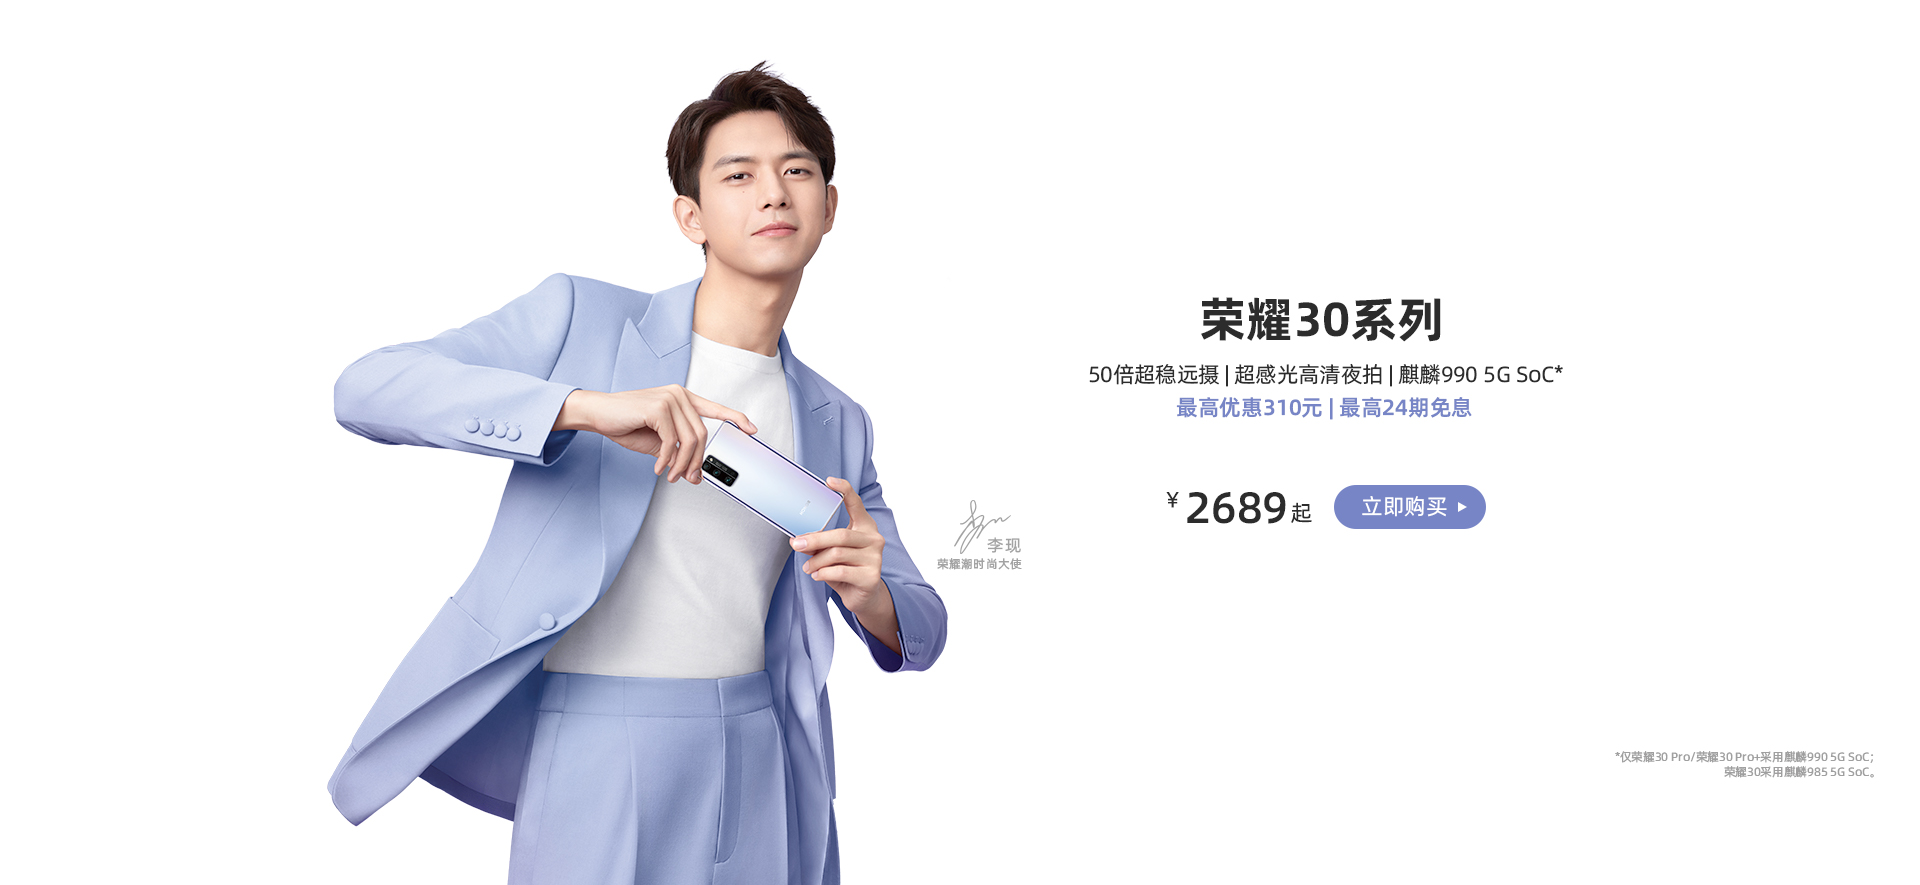 荣耀30系列
50倍超稳远摄 | 超感光高清夜拍 | 麒麟990 5G SoC*
最高优惠310元 | 最高24期免息
¥ 2689起 立即购买
李现
荣耀潮时尚大使
*仅荣耀30 Pro/荣耀30 Pro+采用麒麟990 5G SoC；
荣耀30采用麒麟985 5G SoC。